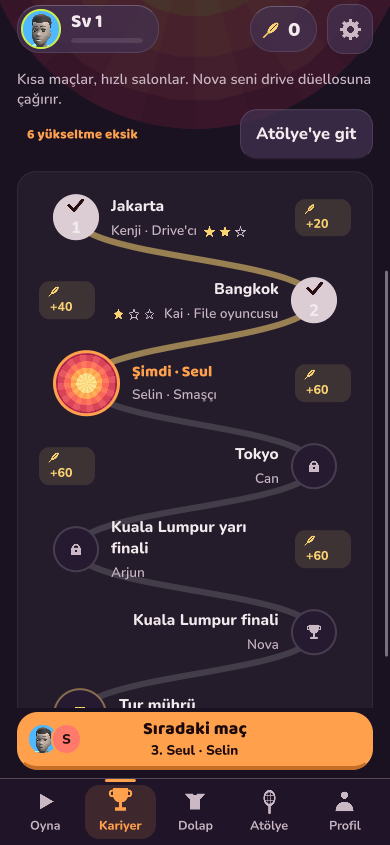 Sv 1
0
Kısa maçlar, hızlı salonlar. Nova seni drive düellosuna
çağırır.
6 yükseltme eksik
Atölye'ye git
1
Jakarta
Kenji · Drive'cı
+20
+40
Bangkok
Kai · File oyuncusu
2
Şimdi · Seul
Selin · Smaşçı
+60
+60
Tokyo
Can
Kuala Lumpur yarı
finali
Arjun
+60
Kuala Lumpur finali
Nova
Tur mührü
S
Sıradaki maç
3. Seul · Selin
Oyna
Kariyer
Dolap
Atölye
Profil